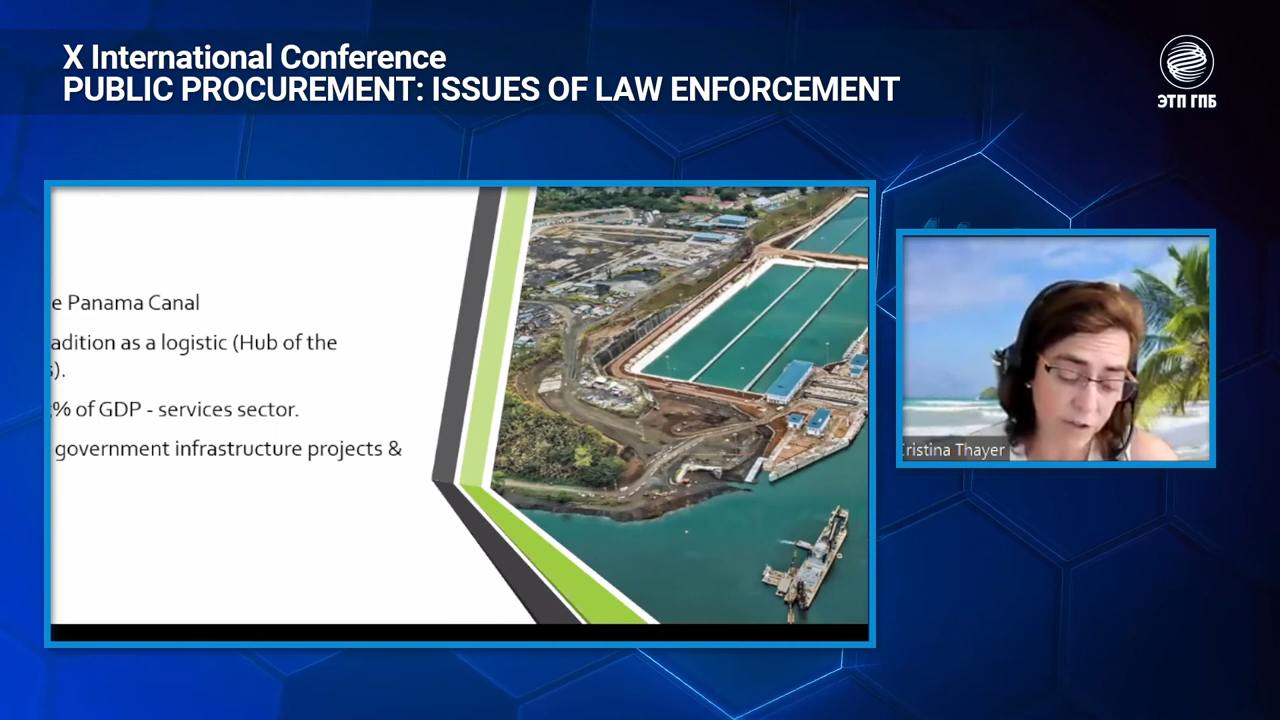 X International Conference
PUBLIC PROCUREMENT: ISSUES OF LAW ENFORCEMENT
ЭТП ГПБ
e Panama Canal
adition as a logistic (Hub of the
).
% of GDP - services sector.
government infrastructure projects &
ristina Thayer